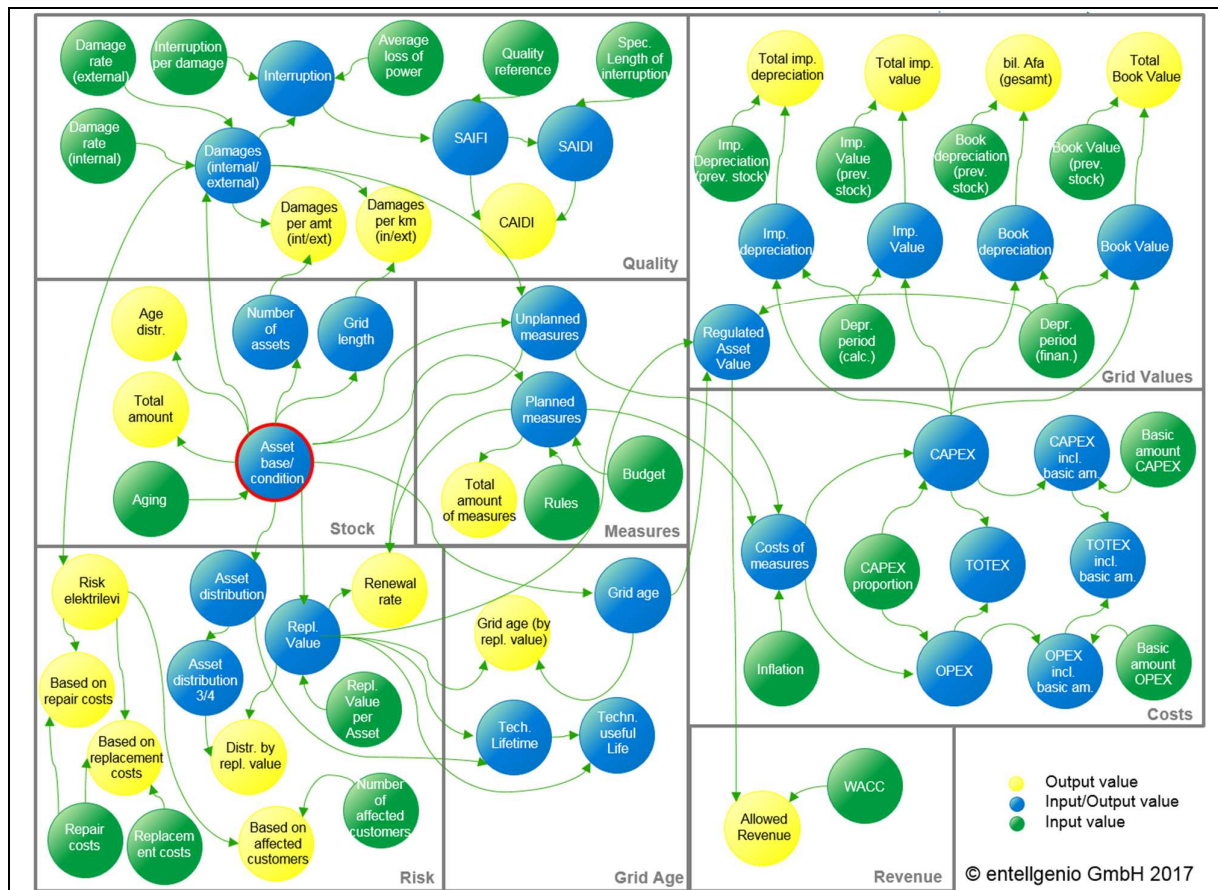 Damage
rate
(external)
Interruption
per damage
Interruption
Average
loss of
power
Quality
reference
Spec.
Length of
interruption
Damage
rate
(internal)
Damages
(internal/
external)
SAIFI
SAIDI
Damages
per amt
(int/ext)
Damages
per km
(in/ext)
CAIDI
Quality
Total imp.
depreciation
Total imp.
value
bil. Afa
(gesamt)
Total
Book Value
Imp.
Depreciation
(prev. stock)
Imp.
Value
(prev.
stock)
Book
depreciation
(prev.
stock)
Book Value
(prev.
stock)
Imp.
depreciation
Imp.
Value
Book
depreciation
Book Value
Regulated
Asset
Value
Depr.
period
(calc.)
Depr.
period
(finan.)
Grid Values
Age
distr.
Number
of
assets
Grid
length
Total
amount
Asset
base/
condition
Aging
Stock
Unplanned
measures
Planned
measures
Total
amount
of measures
Rules
Budget
Measures
CAPEX
CAPEX
incl.
basic am.
Basic
amount
CAPEX
Costs of
measures
CAPEX
proportion
TOTEX
TOTEX
incl.
basic am.
Inflation
OPEX
OPEX
incl.
basic am.
Basic
amount
OPEX
Costs
Risk
elektrilevi
Asset
distribution
Repl.
Value
Renewal
rate
Based on
repair costs
Asset
distribution
3/4
Repl.
Value
per
Asset
Based on
replacement
costs
Distr. by
repl. value
Repair
costs
Replacem
ent costs
Based on
affected
customers
Number
of
affected
customers
Risk
Grid age
Grid age (by
repl. value)
Tech.
Lifetime
Techn.
useful
Life
Grid Age
WACC
Allowed
Revenue
Revenue
Output value
Input/Output value
Input value
© entellgenio GmbH 2017